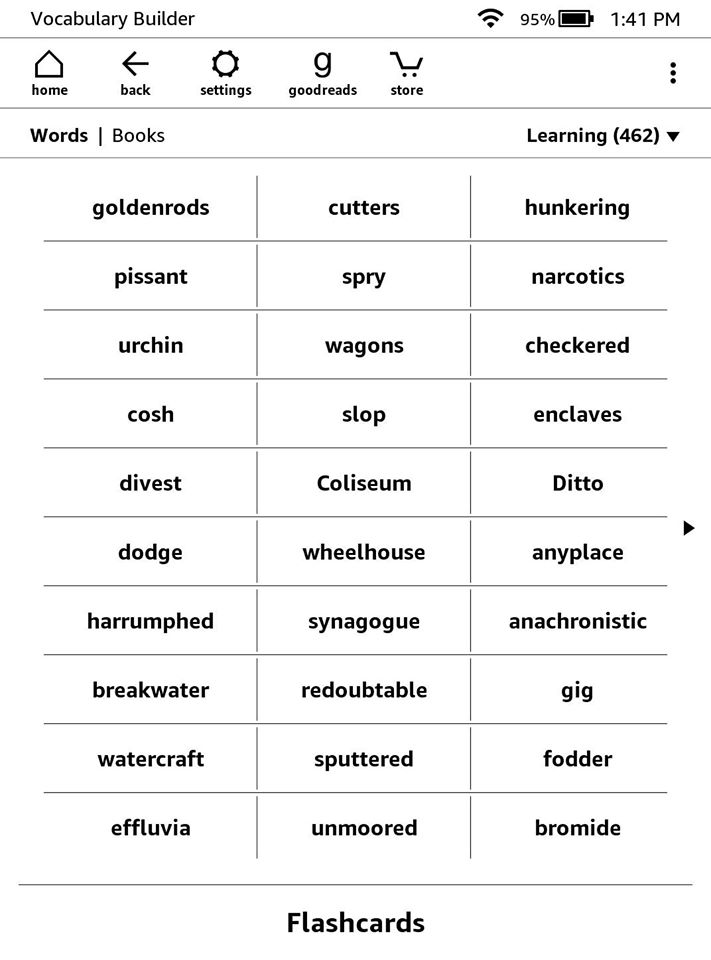 Vocabulary Builder 95% 1:41 PM
home back settings goodreads store
Words | Books Learning (462)
goldenrods cutters hunkering
pissant spry narcotics
urchin wagons checkered
cosh slop enclaves
divest Coliseum Ditto
dodge wheelhouse anyplace
harrumphed synagogue anachronistic
breakwater redoubtable gig
watercraft sputtered fodder
effluvia unmoored bromide
Flashcards